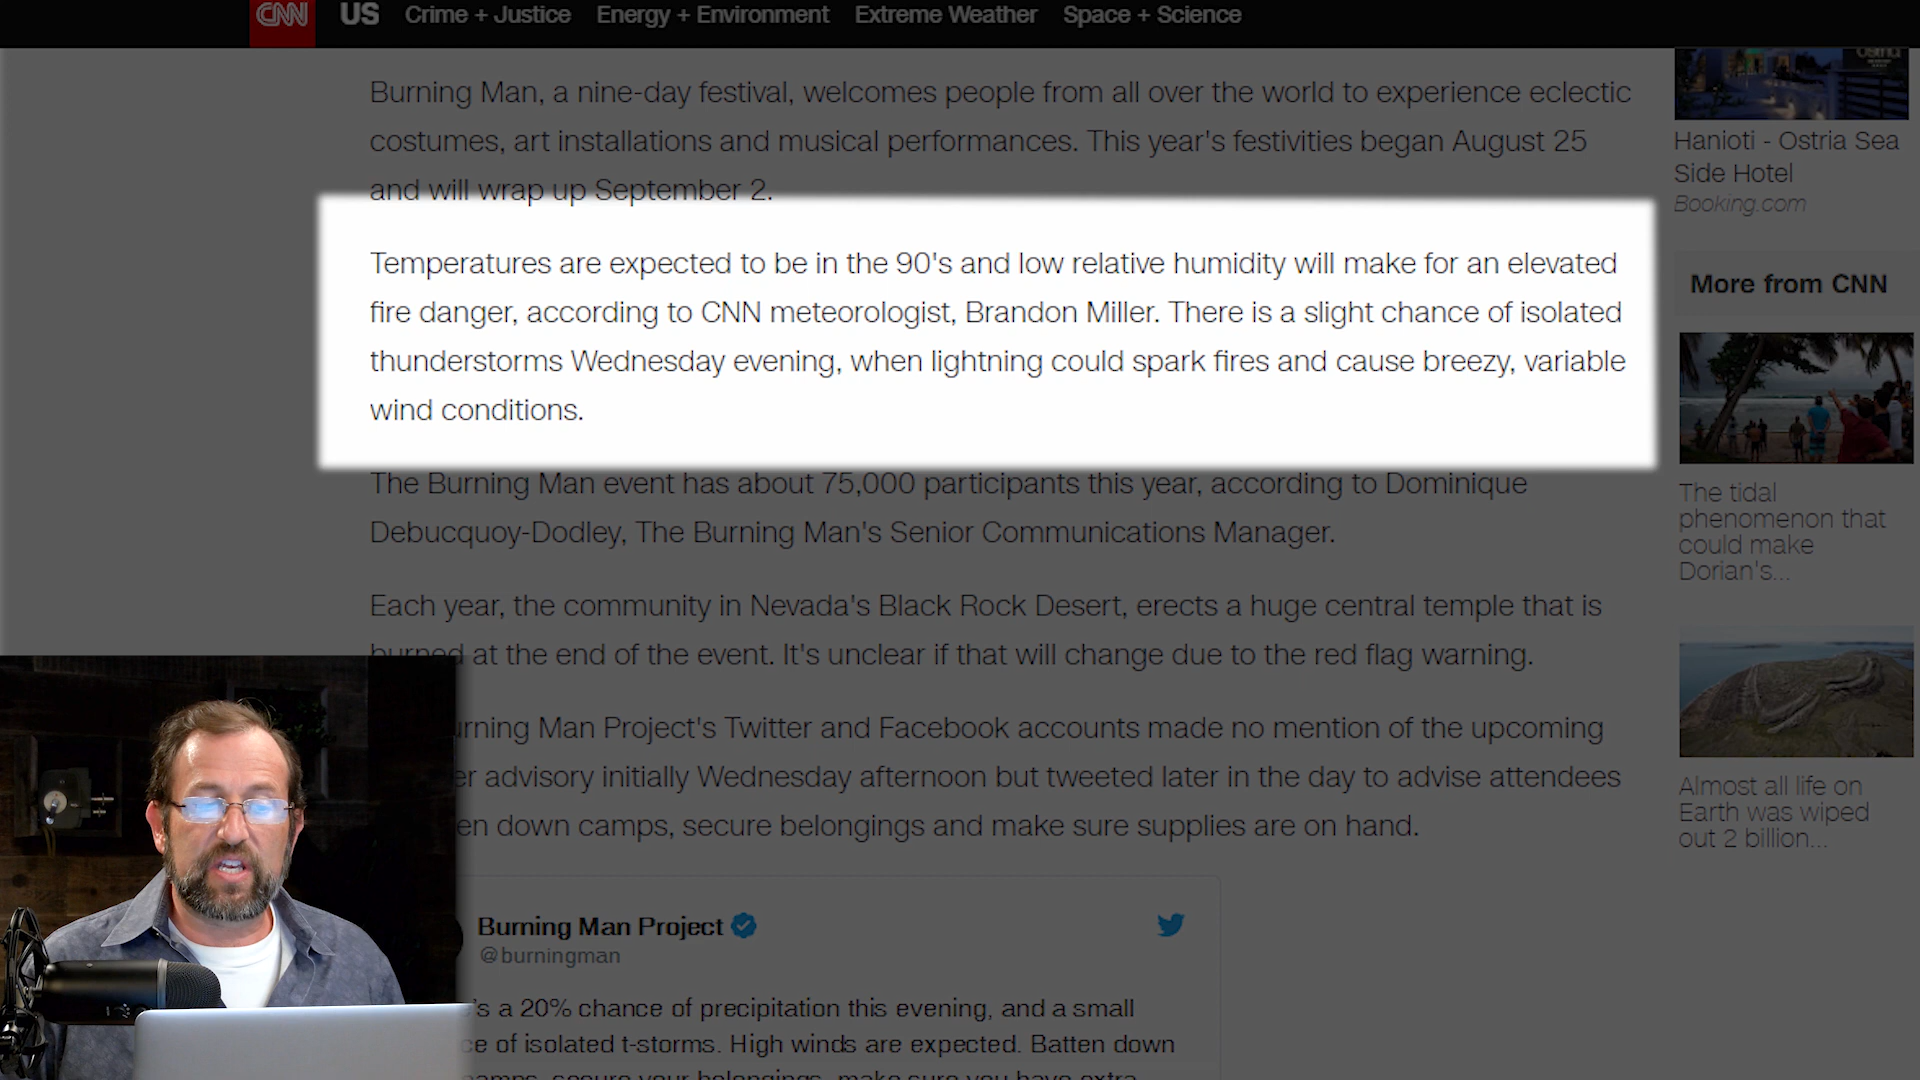 CNN US Crime + Justice Energy + Environment Extreme Weather Space + Science
Burning Man, a nine-day festival, welcomes people from all over the world to experience eclectic
costumes, art installations and musical performances. This year's festivities began August 25
and will wrap up September 2.
Temperatures are expected to be in the 90's and low relative humidity will make for an elevated
fire danger, according to CNN meteorologist, Brandon Miller. There is a slight chance of isolated
thunderstorms Wednesday evening, when lightning could spark fires and cause breezy, variable
wind conditions.
The Burning Man event has about 75,000 participants this year, according to Dominique
Debucquoy-Dodley, The Burning Man's Senior Communications Manager.
Each year, the community in Nevada's Black Rock Desert, erects a huge central temple that is
burned at the end of the event. It's unclear if that will change due to the red flag warning.
urning Man Project's Twitter and Facebook accounts made no mention of the upcoming
er advisory initially Wednesday afternoon but tweeted later in the day to advise attendees
en down camps, secure belongings and make sure supplies are on hand.
Burning Man Project
@burningman
's a 20% chance of precipitation this evening, and a small
ce of isolated t-storms. High winds are expected. Batten down
camps, secure your belongings, make sure you have extra
Ostria
Hanioti - Ostria Sea
Side Hotel
Booking.com
More from CNN
The tidal
phenomenon that
could make
Dorian's...
Almost all life on
Earth was wiped
out 2 billion...